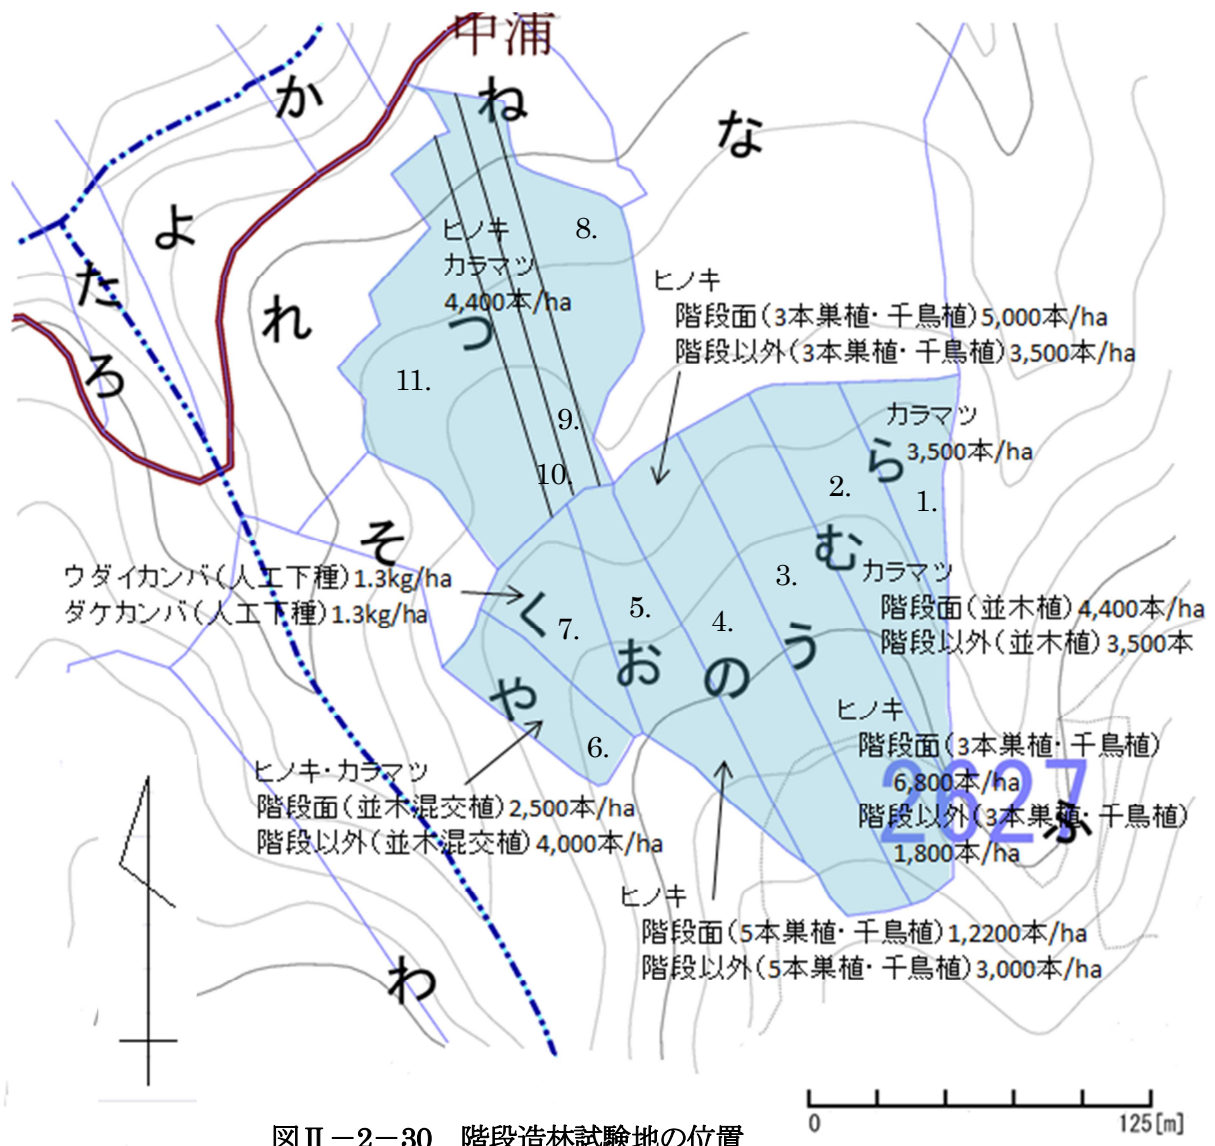 中浦
か
ね
な
よ
た
れ
ろ
ヒノキ
カラマツ
4,400本/ha
つ
8.
11.
9.
10.
ヒノキ
階段面(3本巣植・千鳥植)5,000本/ha
階段以外(3本巣植・千鳥植)3,500本/ha
カラマツ
3,500本/ha
ら
1.
2.
む
そ
ウダイカンバ(人工下種)1.3kg/ha
ダケカンバ(人工下種)1.3kg/ha
く
7.
5.
お
4.
の
3.
う
カラマツ
階段面(並木植)4,400本/ha
階段以外(並木植)3,500本
や
6.
ヒノキ
階段面(3本巣植・千鳥植)
6,800本/ha
階段以外(3本巣植・千鳥植)
1,800本/ha
2627
ふ
ヒノキ・カラマツ
階段面(並木混交植)2,500本/ha
階段以外(並木混交植)4,000本/ha
ヒノキ
階段面(5本巣植・千鳥植)1,2200本/ha
階段以外(5本巣植・千鳥植)3,000本/ha
わ
0 125[m]
図Ⅱ-2-30 階段造林試験地の位置